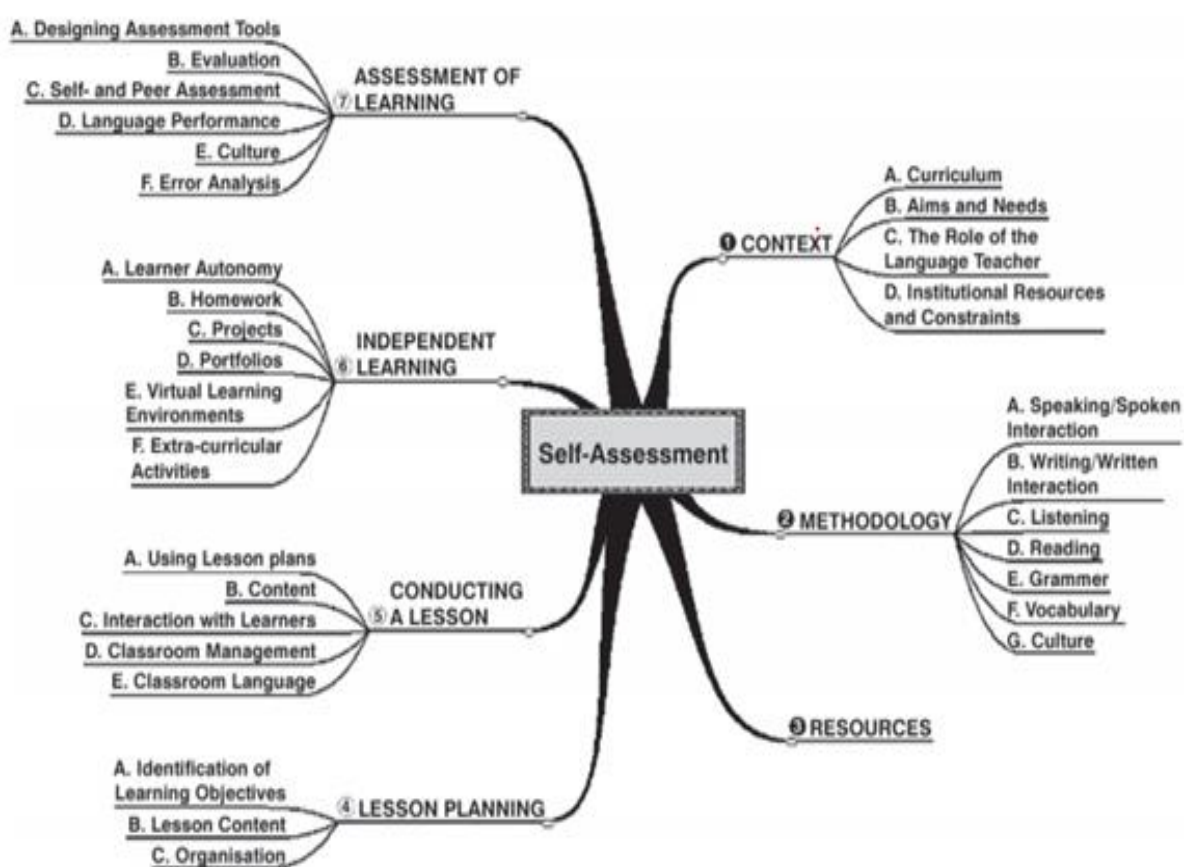 Self-Assessment
❶ CONTEXT
A. Curriculum
B. Aims and Needs
C. The Role of the
Language Teacher
D. Institutional Resources
and Constraints
❷ METHODOLOGY
A. Speaking/Spoken
Interaction
B. Writing/Written
Interaction
C. Listening
D. Reading
E. Grammer
F. Vocabulary
G. Culture
❸ RESOURCES
④ LESSON PLANNING
A. Identification of
Learning Objectives
B. Lesson Content
C. Organisation
CONDUCTING
⑤ A LESSON
A. Using Lesson plans
B. Content
C. Interaction with Learners
D. Classroom Management
E. Classroom Language
INDEPENDENT
⑥ LEARNING
A. Learner Autonomy
B. Homework
C. Projects
D. Portfolios
E. Virtual Learning
Environments
F. Extra-curricular
Activities
ASSESSMENT OF
⑦ LEARNING
A. Designing Assessment Tools
B. Evaluation
C. Self- and Peer Assessment
D. Language Performance
E. Culture
F. Error Analysis